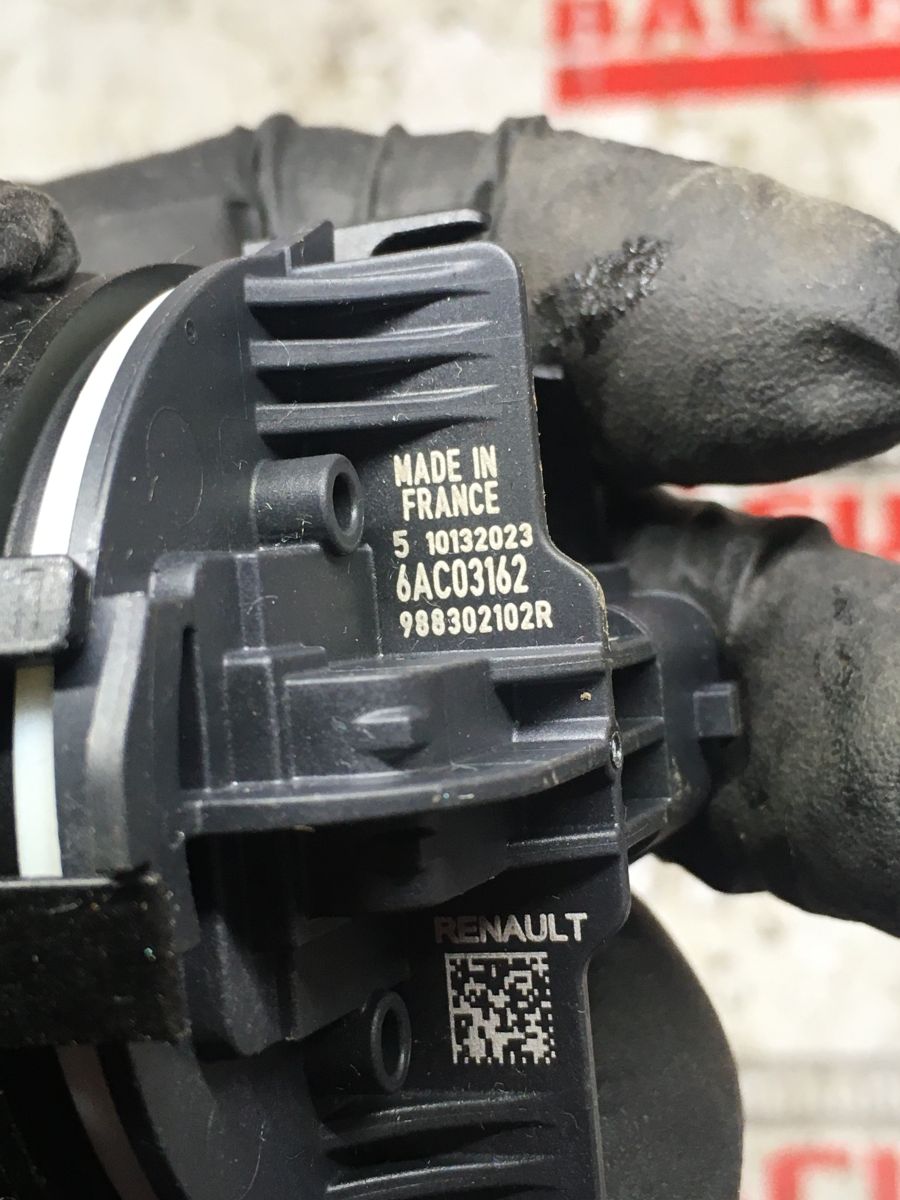 MADE IN
FRANCE
5 10132023
6AC03162
988302102R
RENAULT